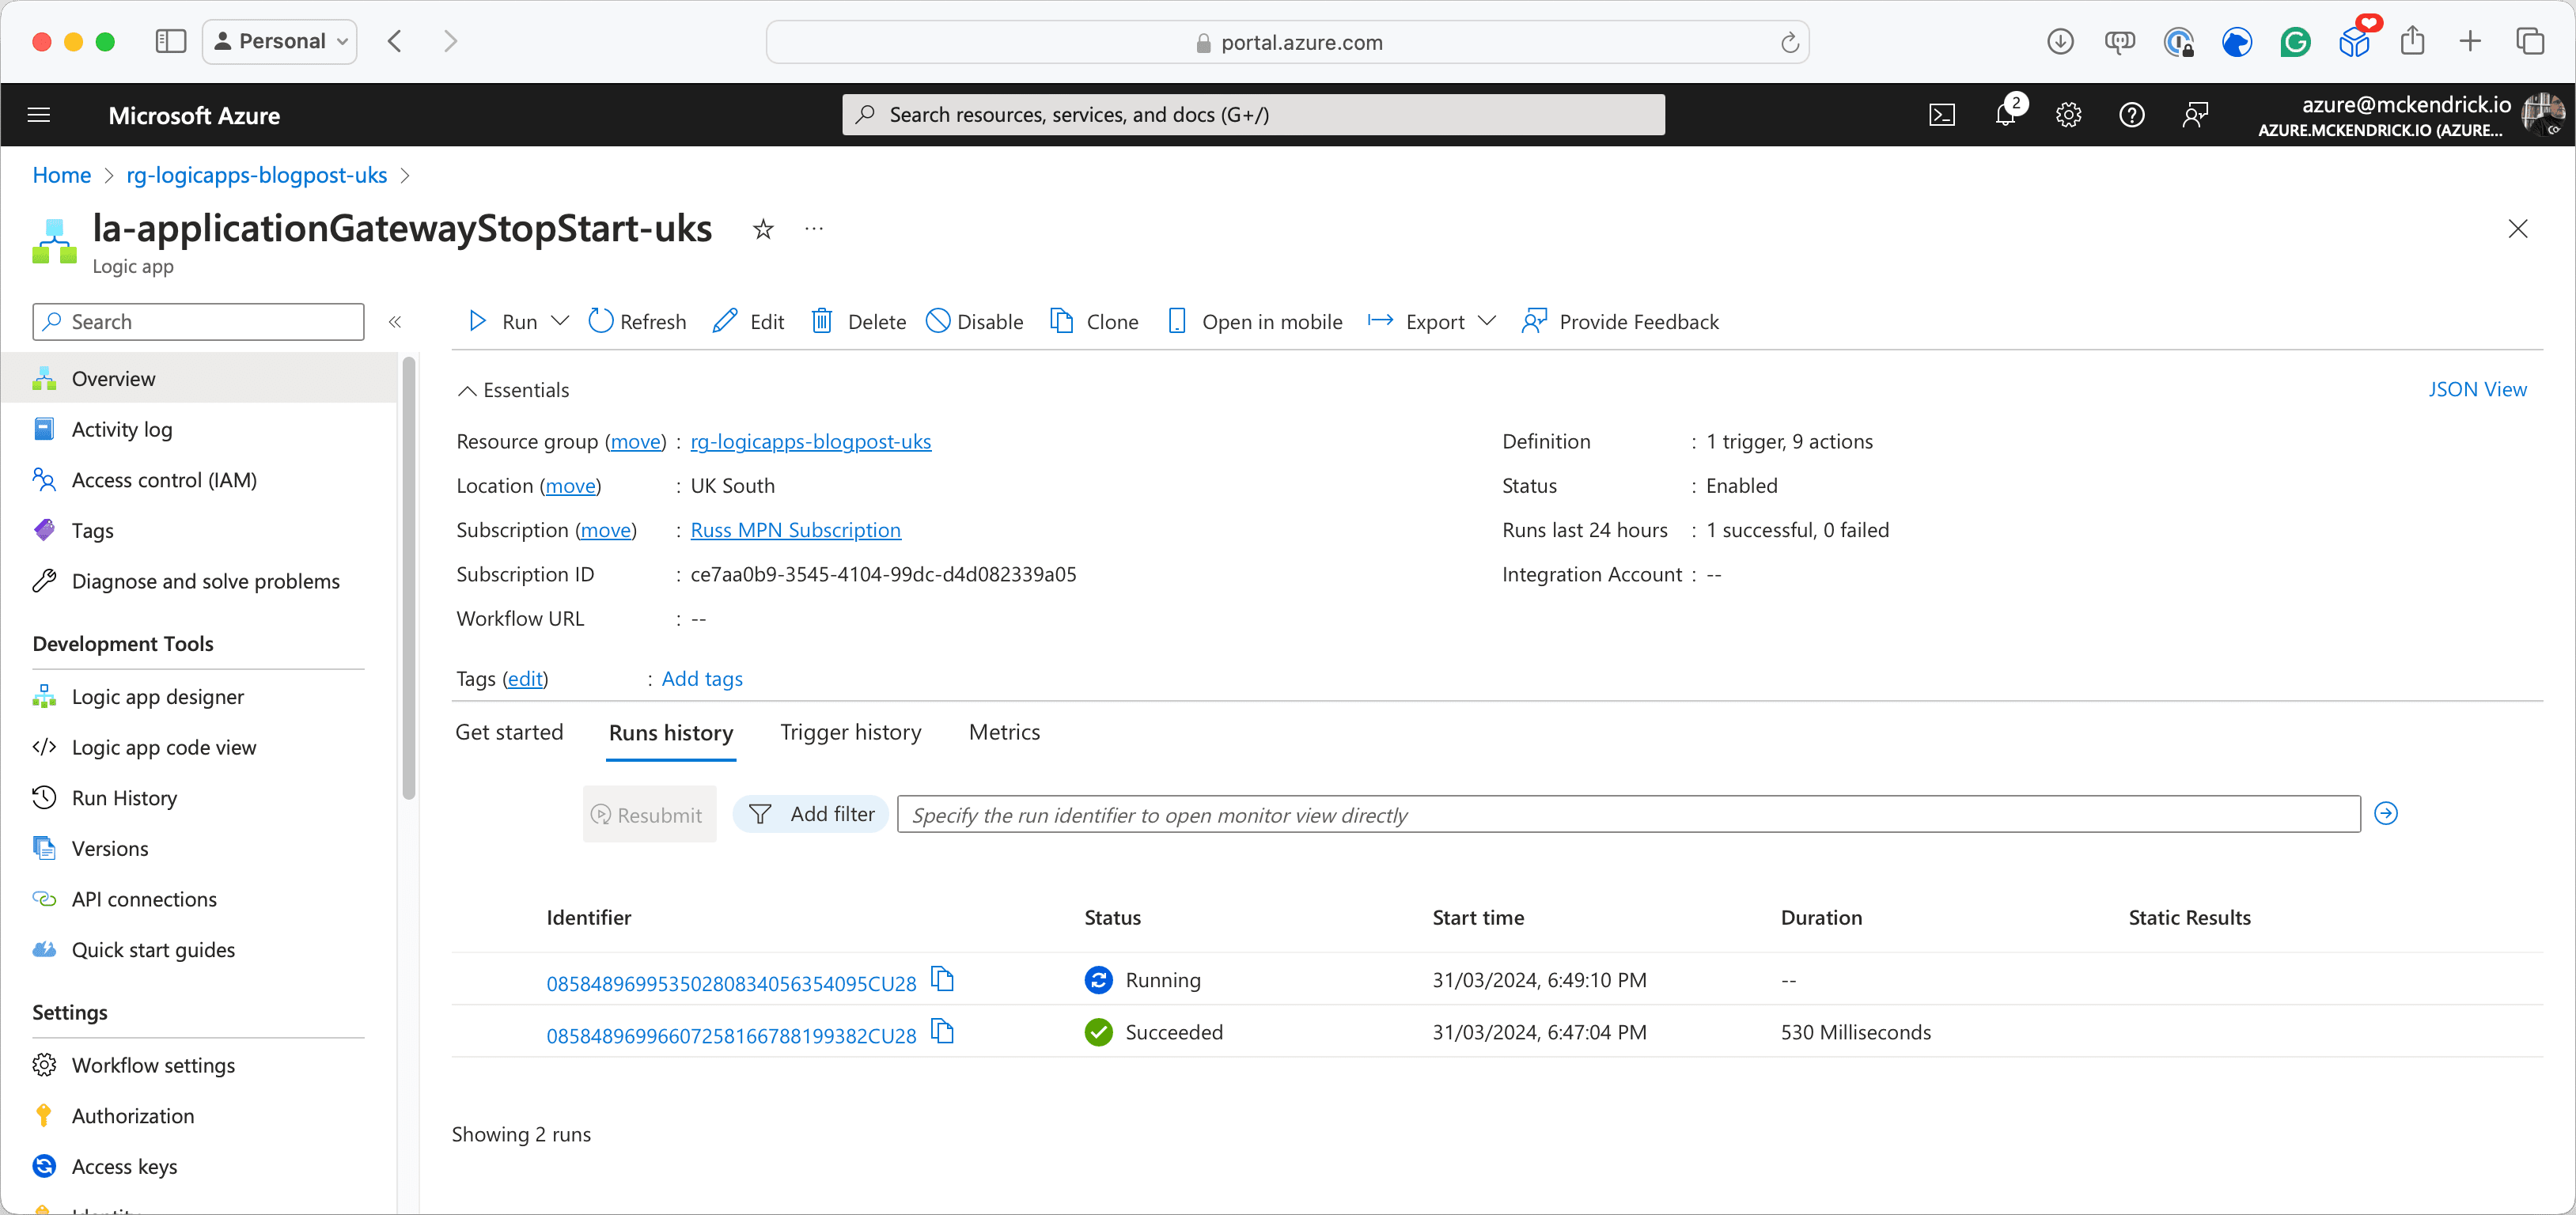 Personal
portal.azure.com
Microsoft Azure
Search resources, services, and docs (G+/)
2
azure@mckendrick.io
AZURE.MCKENDRICK.IO (AZURE...
Home > rg-logicapps-blogpost-uks >
la-applicationGatewayStopStart-uks
Logic app
Search
Run
Refresh
Edit
Delete
Disable
Clone
Open in mobile
Export
Provide Feedback
Overview
Activity log
Access control (IAM)
Tags
Diagnose and solve problems
Development Tools
Logic app designer
Logic app code view
Run History
Versions
API connections
Quick start guides
Settings
Workflow settings
Authorization
Access keys
Identity
Essentials
JSON View
Resource group (move) : rg-logicapps-blogpost-uks
Location (move) : UK South
Subscription (move) : Russ MPN Subscription
Subscription ID : ce7aa0b9-3545-4104-99dc-d4d082339a05
Workflow URL : --
Definition : 1 trigger, 9 actions
Status : Enabled
Runs last 24 hours : 1 successful, 0 failed
Integration Account : --
Tags (edit) : Add tags
Get started
Runs history
Trigger history
Metrics
Resubmit
Add filter
Specify the run identifier to open monitor view directly
Identifier Status Start time Duration Static Results
08584896995350280834056354095CU28 Running 31/03/2024, 6:49:10 PM --
08584896996607258166788199382CU28 Succeeded 31/03/2024, 6:47:04 PM 530 Milliseconds
Showing 2 runs